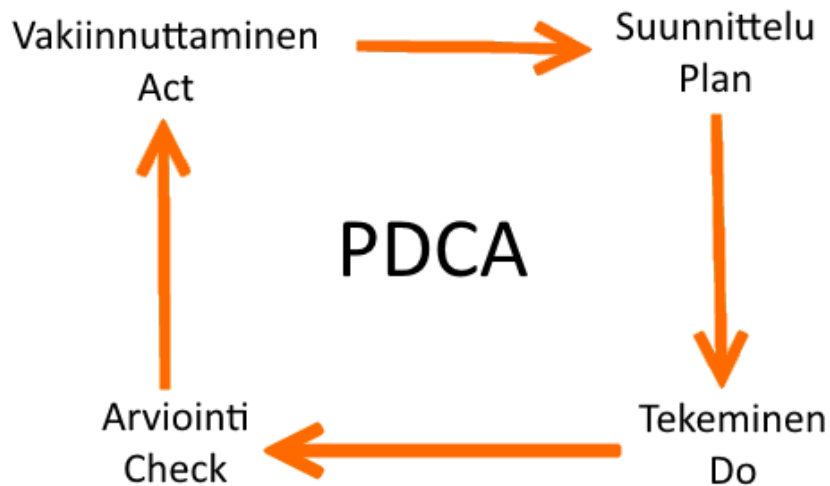 Vakiinnuttaminen
Act
Suunnittelu
Plan
PDCA
Arviointi
Check
Tekeminen
Do